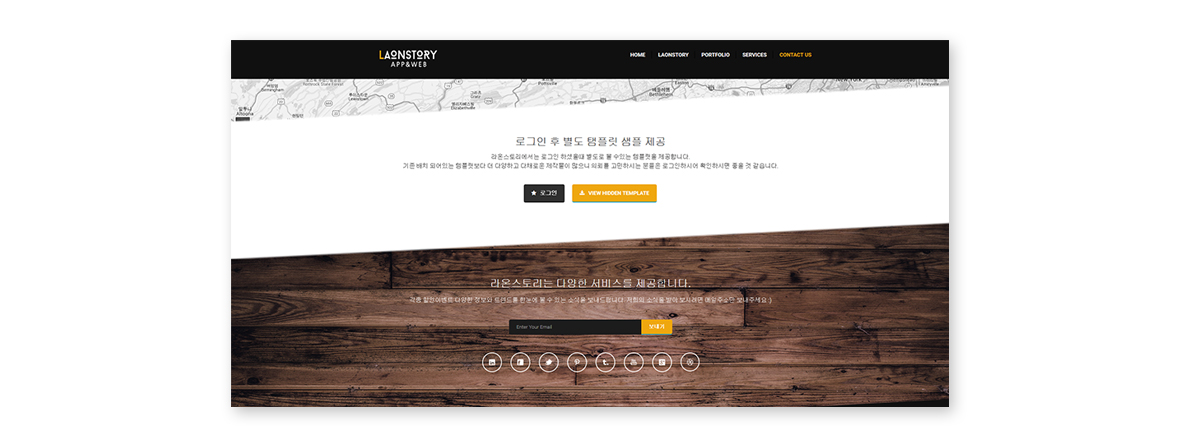 LAONSTORY
APP&WEB
HOME LAONSTORY PORTFOLIO SERVICES CONTACT US
Altoona
Bethlehem
로그인 후 별도 탬플릿 샘플 제공
라온스토리에서는 로그인 하셨을때 별도로 볼 수있는 템플릿을 제공합니다.
기존 배치 되어있는 템플릿보다 더 다양하고 다채로운 제작물이 많으니 의뢰를 고민하시는 분들은 로그인하시어 확인하시면 좋을 것 같습니다.
로그인 VIEW HIDDEN TEMPLATE
라온스토리는 다양한 서비스를 제공합니다.
각종 할인이벤트 다양한 정보와 트렌드를 한눈에 볼 수 있는 소식을 보내드립니다. 저희의 소식을 받아 보시려면 메일주소만 보내주세요 :)
Enter Your Email 보내기